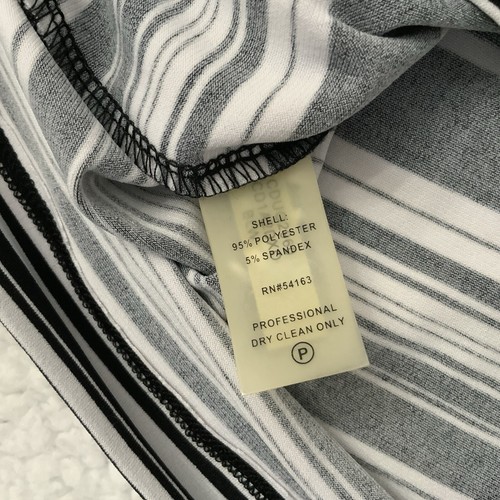 SHELL:
95% POLYESTER
5% SPANDEX
RN#54163
PROFESSIONAL
DRY CLEAN ONLY
P